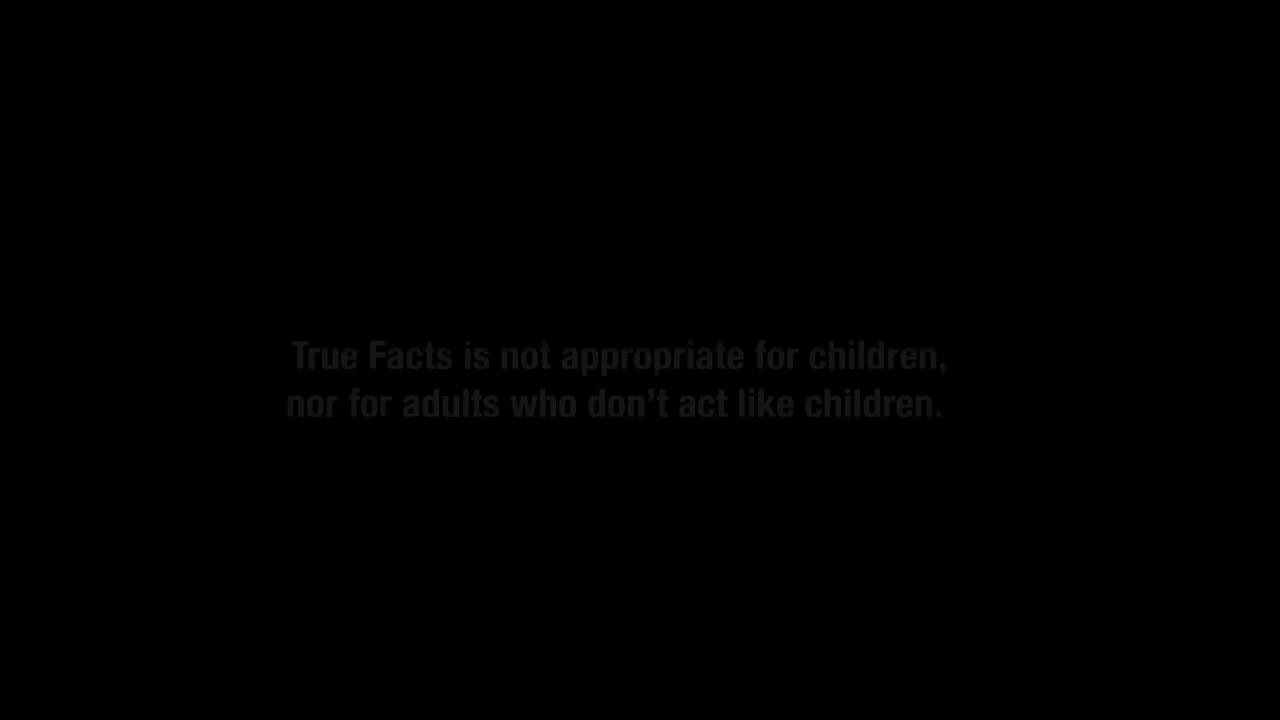 True Facts is not appropriate for children,
nor for adults who don’t act like children.